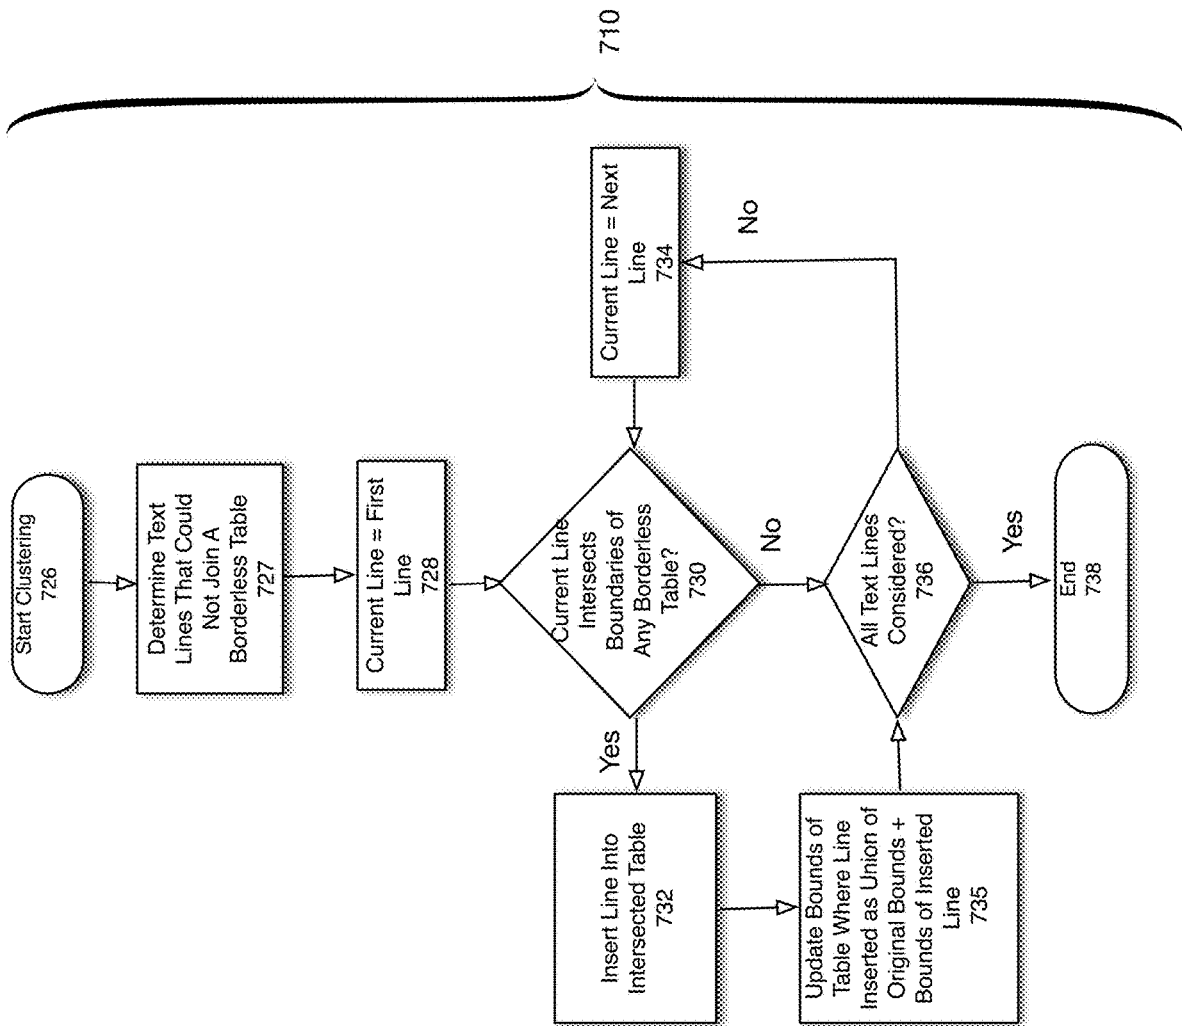 Start Clustering
726
Determine Text
Lines That Could
Not Join A
Borderless Table
727
Current Line = First
Line
728
Current Line
Intersects
Boundaries of
Any Borderless
Table?
730
Yes
No
Insert Line Into
Intersected Table
732
Update Bounds of
Table Where Line
Inserted as Union of
Original Bounds +
Bounds of Inserted
Line
735
Current Line = Next
Line
734
All Text Lines
Considered?
736
No
Yes
End
738
710